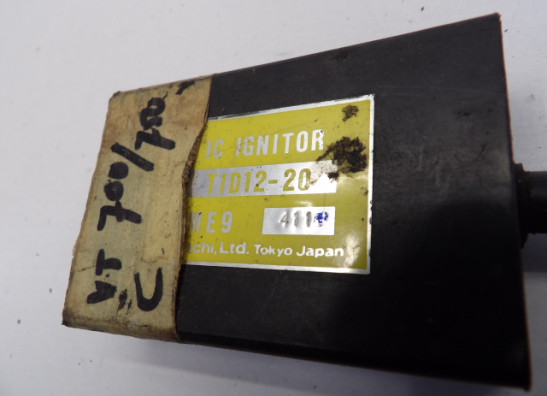 IC IGNITOR
TID12-20
ME9 411
chi, Ltd. Tokyo Japan
VT 700/750
C